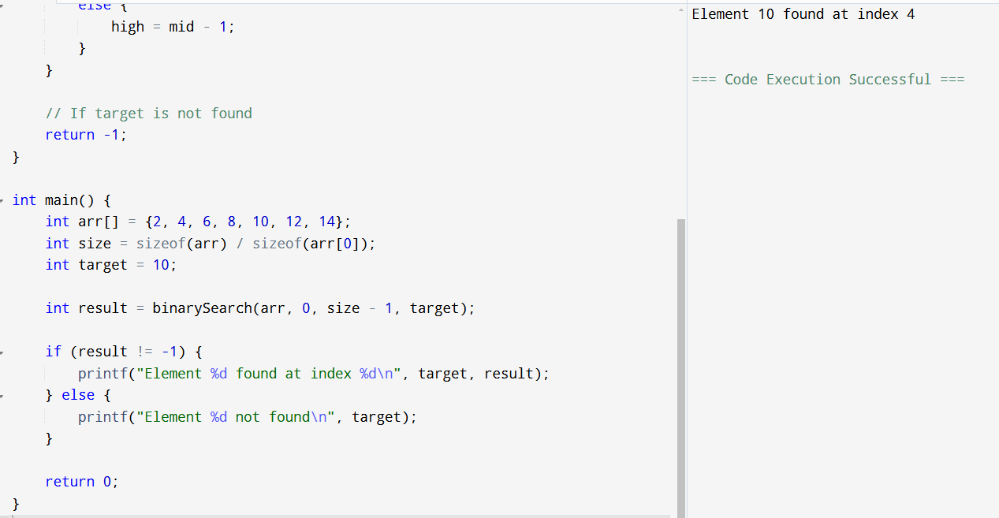 else {
high = mid - 1;
}
}
// If target is not found
return -1;
}
int main() {
int arr[] = {2, 4, 6, 8, 10, 12, 14};
int size = sizeof(arr) / sizeof(arr[0]);
int target = 10;
int result = binarySearch(arr, 0, size - 1, target);
if (result != -1) {
printf("Element %d found at index %d\n", target, result);
} else {
printf("Element %d not found\n", target);
}
return 0;
}
Element 10 found at index 4
=== Code Execution Successful ===